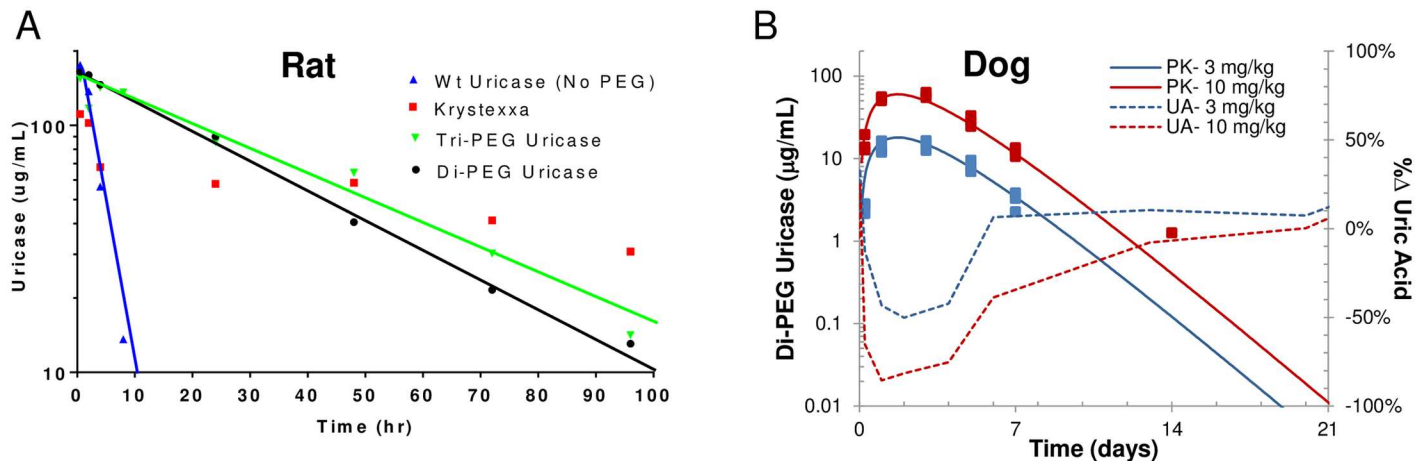 A
Rat
Wt Uricase (No PEG)
Krystexxa
Tri-PEG Uricase
Di-PEG Uricase
Uricase (ug/mL)
100
10
0 10 20 30 40 50 60 70 80 90 100
Time (hr)
B
Dog
PK- 3 mg/kg
PK- 10 mg/kg
UA- 3 mg/kg
UA- 10 mg/kg
Di-PEG Uricase (µg/mL)
100
10
1
0.1
0.01
0 7 14 21
Time (days)
100%
50%
0%
-50%
-100%
%Δ Uric Acid